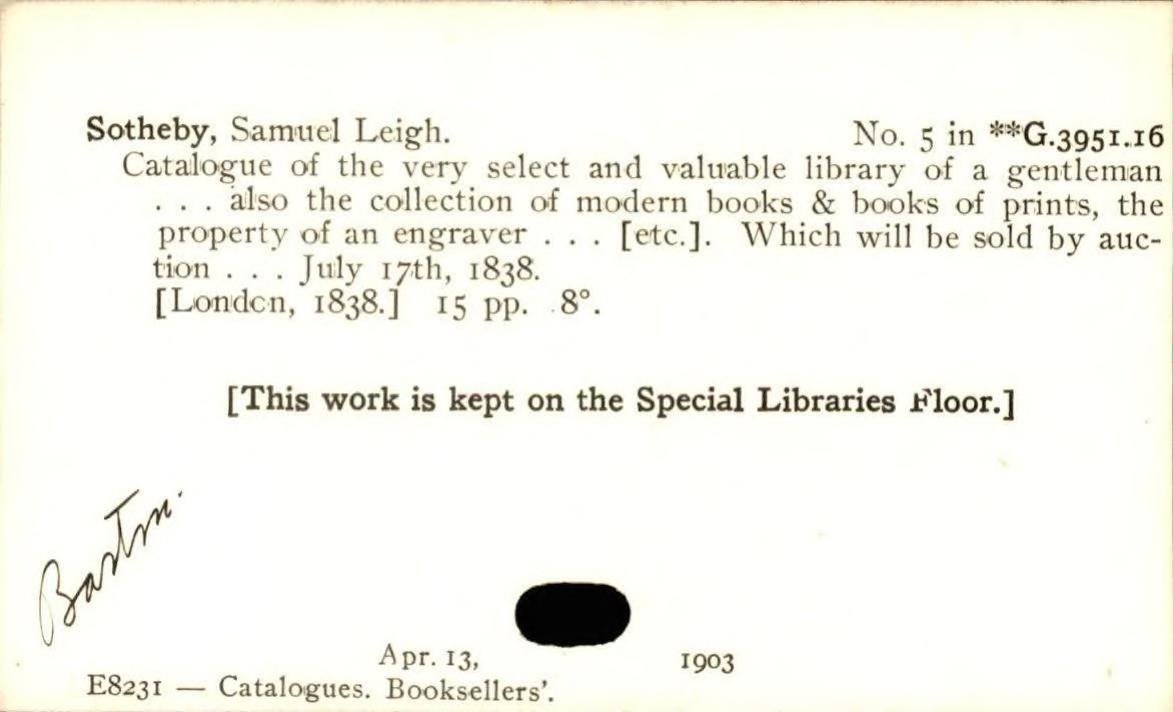 Sotheby, Samuel Leigh. No. 5 in **G.3951.16
Catalogue of the very select and valuable library of a gentleman
. . . also the collection of modern books & books of prints, the
property of an engraver . . . [etc.]. Which will be sold by auc-
tion . . . July 17th, 1838.
[London, 1838.] 15 pp. 8°.
[This work is kept on the Special Libraries Floor.]
Barton.
Apr. 13, 1903
E8231 — Catalogues. Booksellers'.